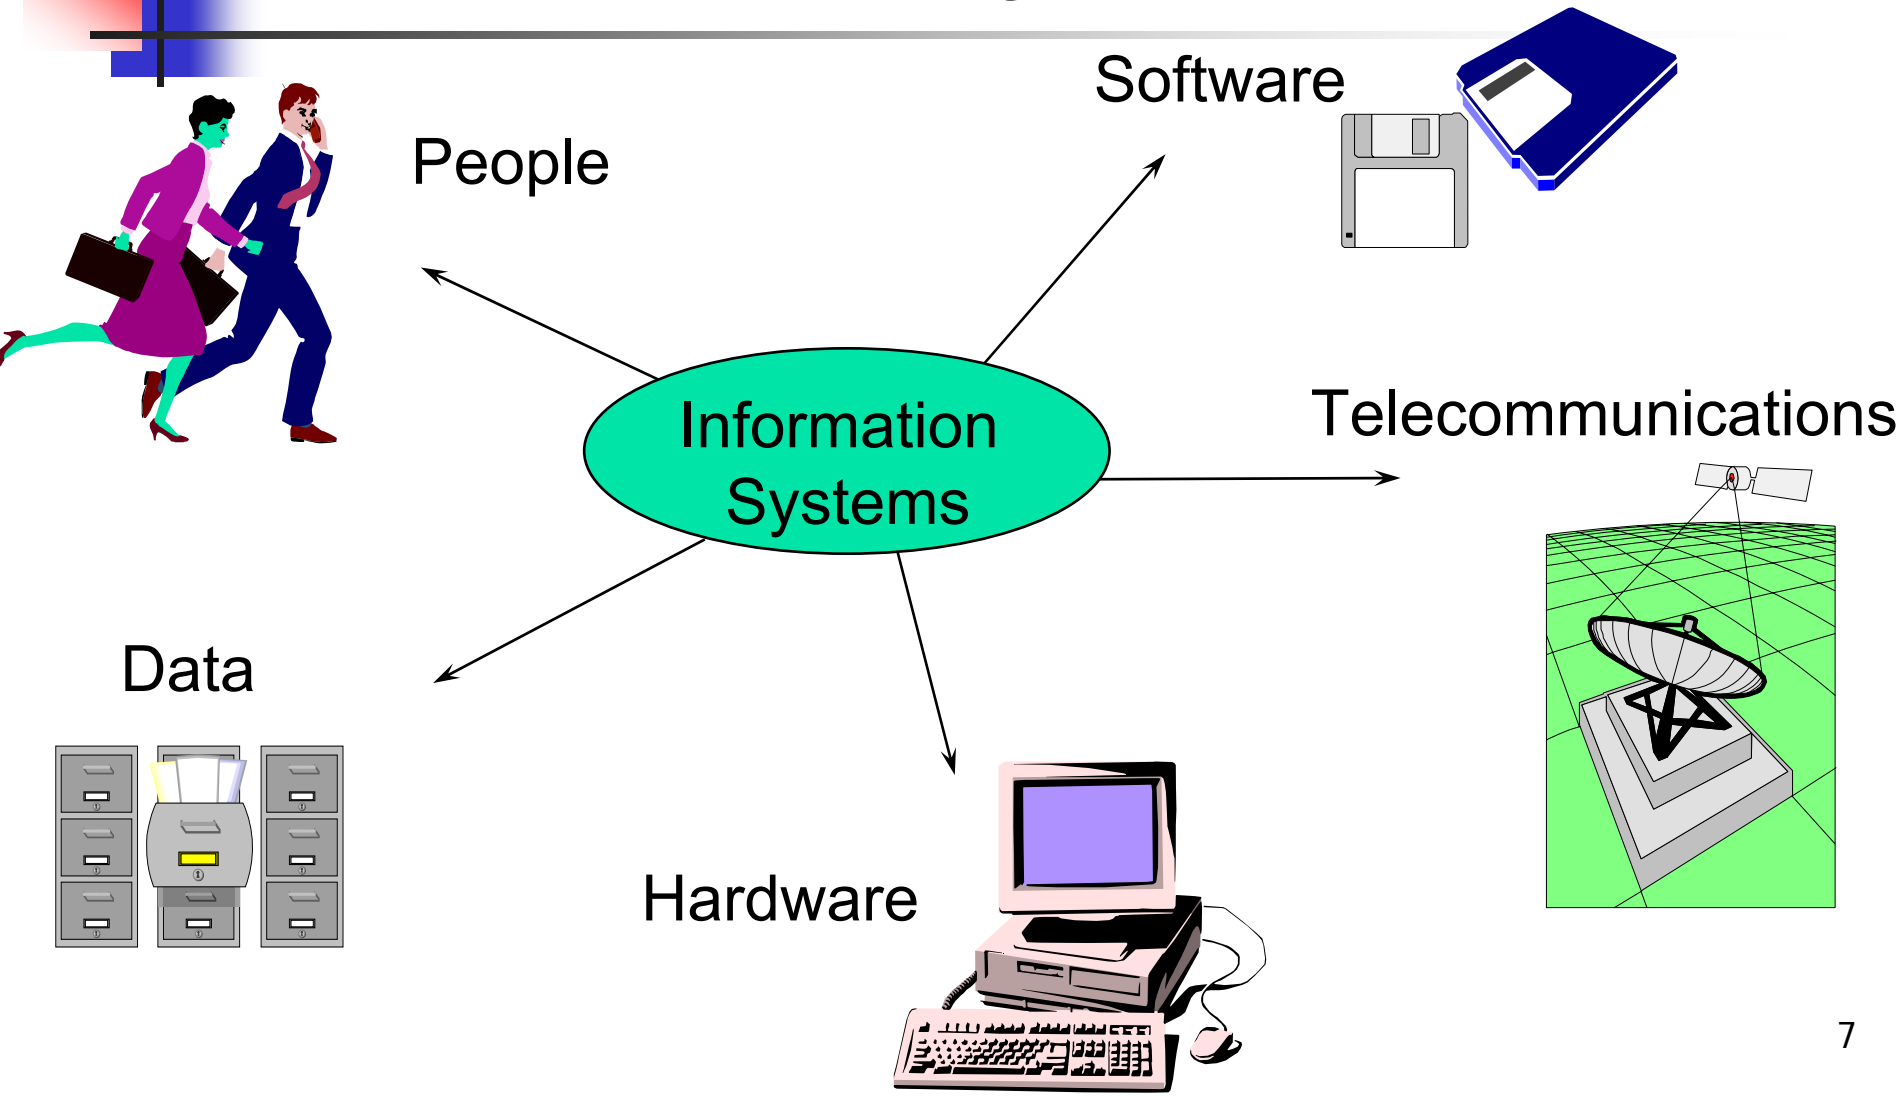 Software
People
Information
Systems
Telecommunications
Data
Hardware
7